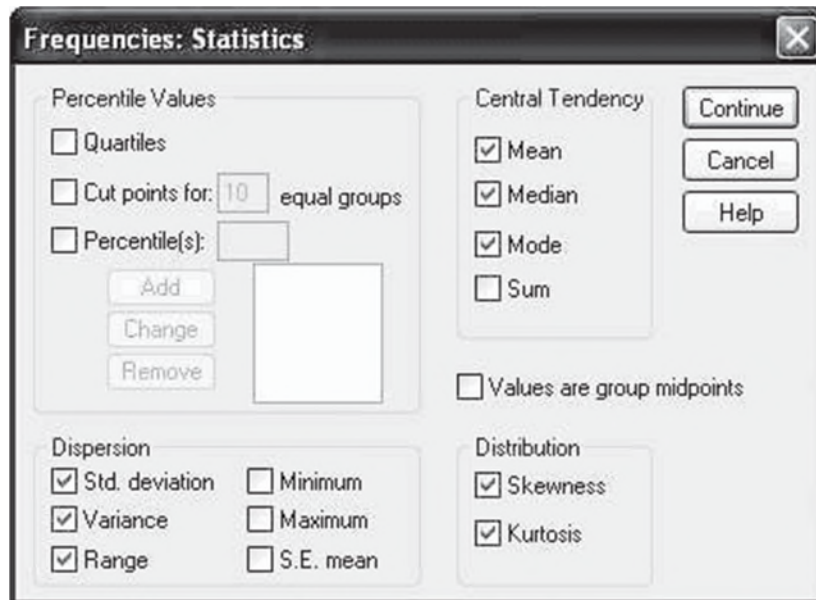 Frequencies: Statistics
Percentile Values
Quartiles
Cut points for: 10 equal groups
Percentile(s):
Add
Change
Remove
Central Tendency
Mean
Median
Mode
Sum
Continue
Cancel
Help
Values are group midpoints
Dispersion
Std. deviation
Minimum
Variance
Maximum
Range
S.E. mean
Distribution
Skewness
Kurtosis